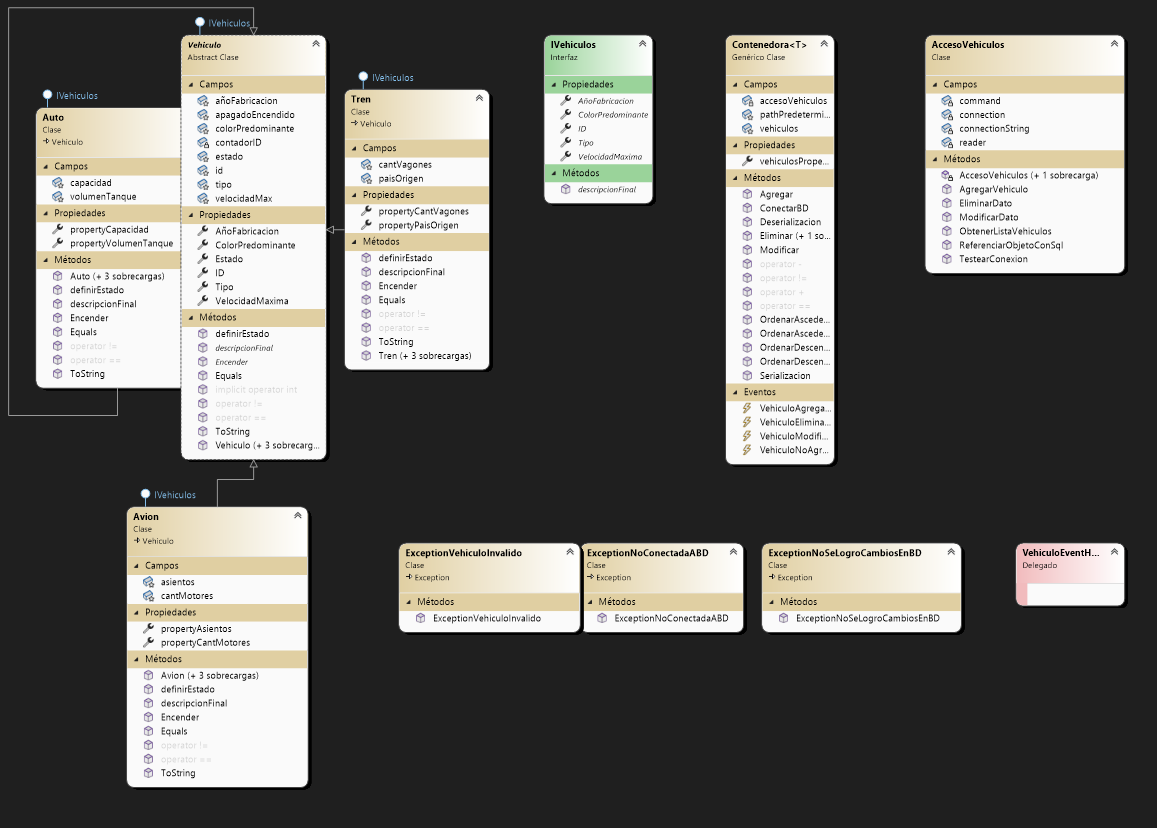 IVehiculos
Vehiculo
Abstract Clase
Campos
añoFabricacion
apagadoEncendido
colorPredominante
contadorID
estado
id
tipo
velocidadMax
Propiedades
AñoFabricacion
ColorPredominante
Estado
ID
Tipo
VelocidadMaxima
Métodos
definirEstado
descripcionFinal
Encender
Equals
implicit operator int
operator !=
operator ==
ToString
Vehiculo (+ 3 sobrecarg...
IVehiculos
Auto
Clase
Vehiculo
Campos
capacidad
volumenTanque
Propiedades
propertyCapacidad
propertyVolumenTanque
Métodos
Auto (+ 3 sobrecargas)
definirEstado
descripcionFinal
Encender
Equals
operator !=
operator ==
ToString
IVehiculos
Tren
Clase
Vehiculo
Campos
cantVagones
paisOrigen
Propiedades
propertyCantVagones
propertyPaisOrigen
Métodos
definirEstado
descripcionFinal
Encender
Equals
operator !=
operator ==
ToString
Tren (+ 3 sobrecargas)
IVehiculos
Interfaz
Propiedades
AñoFabricacion
ColorPredominante
ID
Tipo
VelocidadMaxima
Métodos
descripcionFinal
Contenedora<T>
Genérico Clase
Campos
accesoVehiculos
pathPredetermi...
vehiculos
Propiedades
vehiculosPrope...
Métodos
Agregar
ConectarBD
Deserializacion
Eliminar (+ 1 so...
Modificar
operator -
operator !=
operator +
operator ==
OrdenarAscede...
OrdenarAscede...
OrdenarDescen...
OrdenarDescen...
Serializacion
Eventos
VehiculoAgrega...
VehiculoElimina...
VehiculoModifi...
VehiculoNoAgr...
AccesoVehiculos
Clase
Campos
command
connection
connectionString
reader
Métodos
AccesoVehiculos (+ 1 sobrecarga)
AgregarVehiculo
EliminarDato
ModificarDato
ObtenerListaVehiculos
ReferenciarObjetoConSql
TestearConexion
IVehiculos
Avion
Clase
Vehiculo
Campos
asientos
cantMotores
Propiedades
propertyAsientos
propertyCantMotores
Métodos
Avion (+ 3 sobrecargas)
definirEstado
descripcionFinal
Encender
Equals
operator !=
operator ==
ToString
ExceptionVehiculoInvalido
Clase
Exception
Métodos
ExceptionVehiculoInvalido
ExceptionNoConectadaABD
Clase
Exception
Métodos
ExceptionNoConectadaABD
ExceptionNoSeLogroCambiosEnBD
Clase
Exception
Métodos
ExceptionNoSeLogroCambiosEnBD
VehiculoEventH...
Delegado